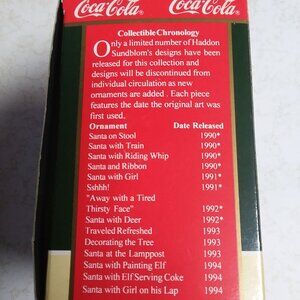 Coca-Cola Coca-Cola
Collectible Chronology
Only a limited number of Haddon
Sundblom's designs have been
released for this collection and
designs will be discontinued from
individual circulation as new
ornaments are added. Each piece
features the date the original art was
first used.
Ornament Date Released
Santa on Stool 1990*
Santa with Train 1990*
Santa with Riding Whip 1990*
Santa and Ribbon 1990*
Santa with Girl 1991*
Sshhh! 1991*
"Away with a Tired
Thirsty Face" 1992*
Santa with Deer 1992*
Traveled Refreshed 1993
Decorating the Tree 1993
Santa at the Lamppost 1993
Santa with Painting Elf 1994
Santa with Elf Serving Coke 1994
Santa with Girl on his Lap 1994